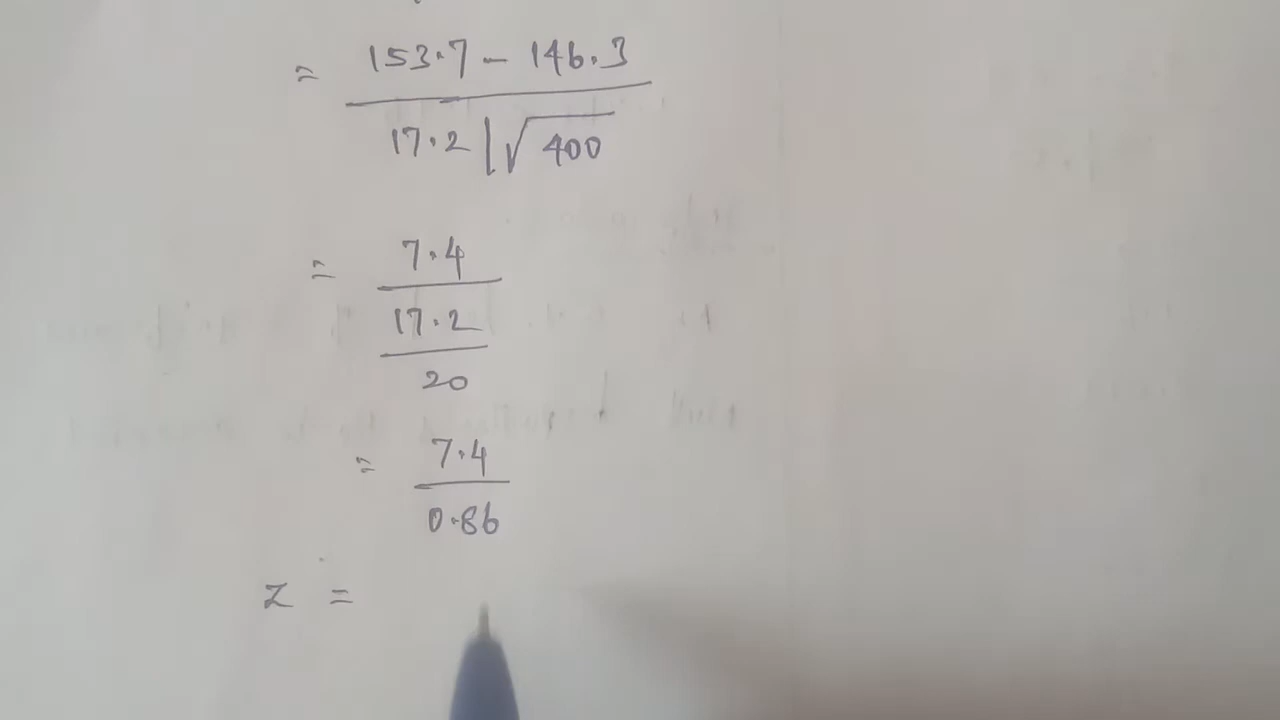 = 153.7 - 146.3
17.2 | √400
= 7.4
17.2
20
= 7.4
0.86
Z =